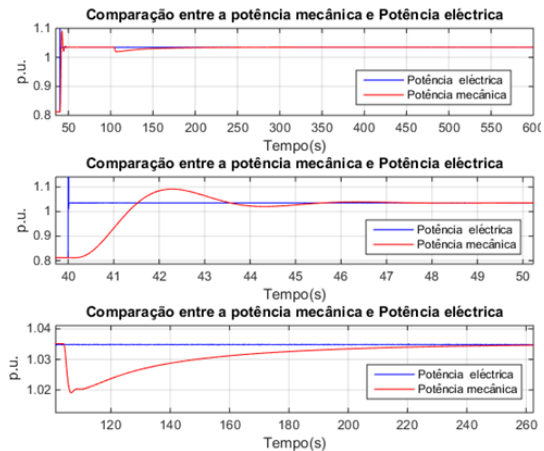 Comparação entre a potência mecânica e Potência eléctrica
1.1
1
0.9
0.8
p.u.
Potência eléctrica
Potência mecânica
50 100 150 200 250 300 350 400 450 500 550 600
Tempo(s)
Comparação entre a potência mecânica e Potência eléctrica
1.1
1
0.9
0.8
p.u.
Potência eléctrica
Potência mecânica
40 41 42 43 44 45 46 47 48 49 50
Tempo(s)
Comparação entre a potência mecânica e Potência eléctrica
1.04
1.03
1.02
p.u.
Potência eléctrica
Potência mecânica
120 140 160 180 200 220 240 260
Tempo(s)